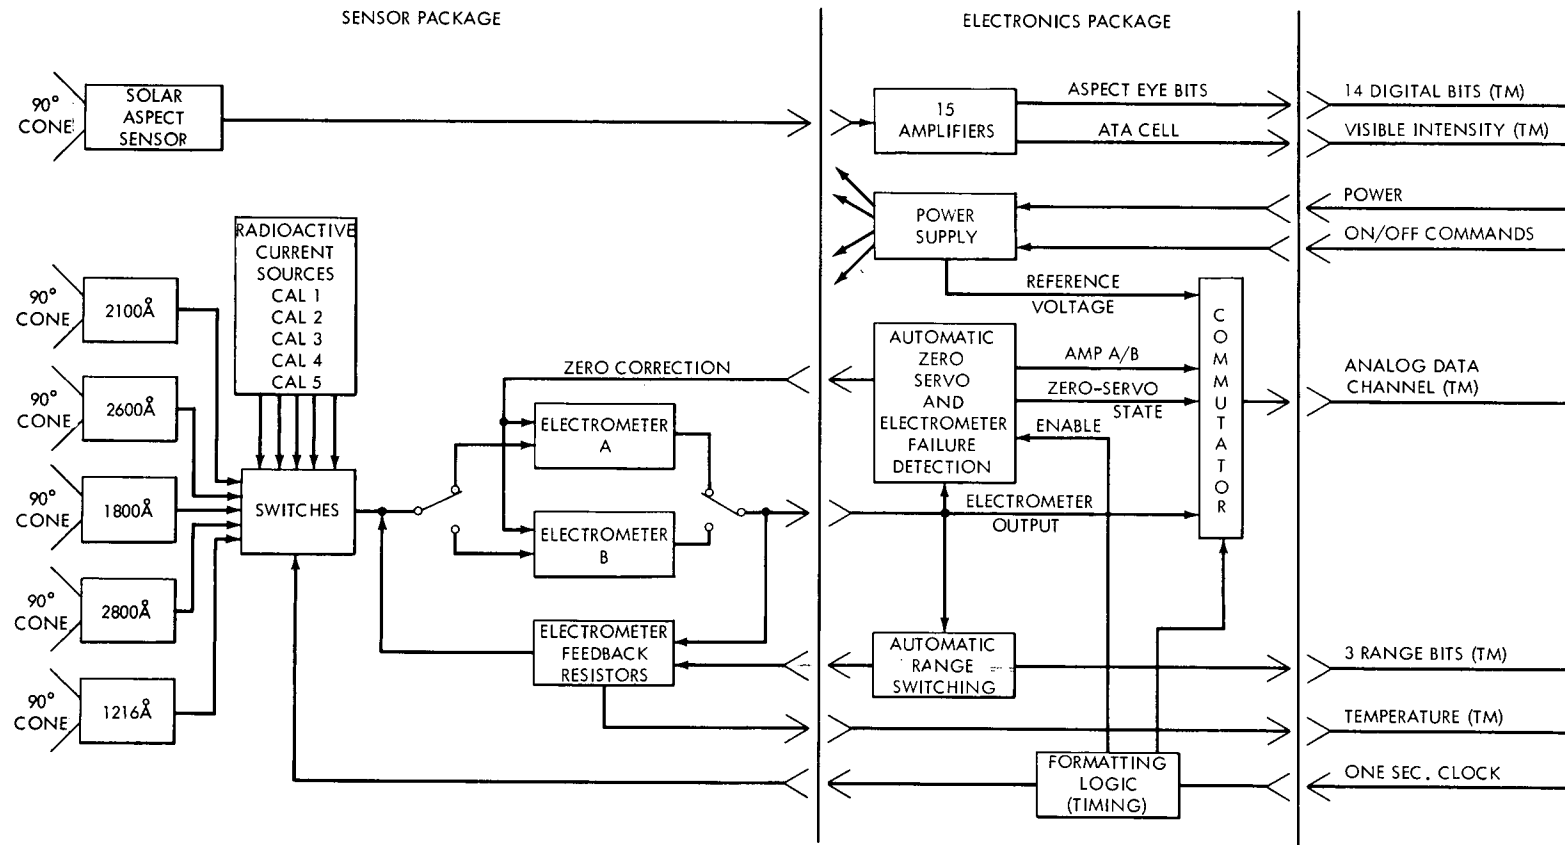 SENSOR PACKAGE
ELECTRONICS PACKAGE
90°
CONE
SOLAR
ASPECT
SENSOR
15
AMPLIFIERS
ASPECT EYE BITS
ATA CELL
14 DIGITAL BITS (TM)
VISIBLE INTENSITY (TM)
POWER
SUPPLY
POWER
ON/OFF COMMANDS
RADIOACTIVE
CURRENT
SOURCES
CAL 1
CAL 2
CAL 3
CAL 4
CAL 5
90°
CONE
2100Å
90°
CONE
2600Å
90°
CONE
1800Å
90°
CONE
2800Å
90°
CONE
1216Å
SWITCHES
ZERO CORRECTION
ELECTROMETER
A
ELECTROMETER
B
ELECTROMETER
FEEDBACK
RESISTORS
REFERENCE
VOLTAGE
AUTOMATIC
ZERO
SERVO
AND
ELECTROMETER
FAILURE
DETECTION
AMP A/B
ZERO-SERVO
STATE
ENABLE
ELECTROMETER
OUTPUT
COMMUTATOR
ANALOG DATA
CHANNEL (TM)
AUTOMATIC
RANGE
SWITCHING
3 RANGE BITS (TM)
TEMPERATURE (TM)
FORMATTING
LOGIC
(TIMING)
ONE SEC. CLOCK